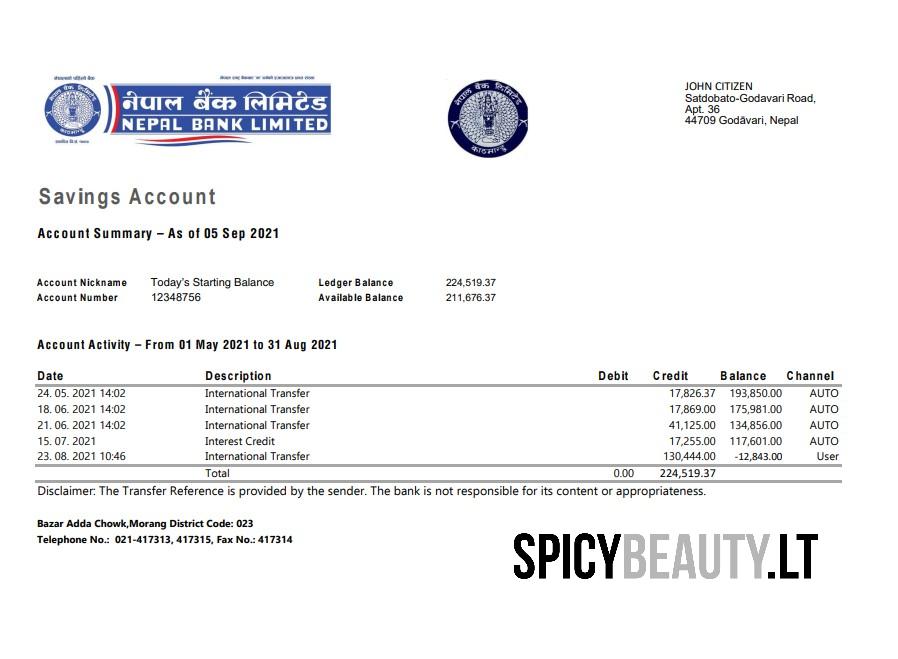 नेपालको पहिलो बैंक
नेपाल बैंक लिमिटेड
NEPAL BANK LIMITED
नेपाल बैंक लिमिटेड
काठमाण्डू
JOHN CITIZEN
Satdobato-Godavari Road,
Apt. 36
44709 Godāvari, Nepal
Savings Account
Account Summary – As of 05 Sep 2021
Account Nickname Today's Starting Balance Ledger Balance 224,519.37
Account Number 12348756 Available Balance 211,676.37
Account Activity – From 01 May 2021 to 31 Aug 2021
Date Description Debit Credit Balance Channel
24. 05. 2021 14:02 International Transfer 17,826.37 193,850.00 AUTO
18. 06. 2021 14:02 International Transfer 17,869.00 175,981.00 AUTO
21. 06. 2021 14:02 International Transfer 41,125.00 134,856.00 AUTO
15. 07. 2021 Interest Credit 17,255.00 117,601.00 AUTO
23. 08. 2021 10:46 International Transfer 130,444.00 -12,843.00 User
Total 0.00 224,519.37
Disclaimer: The Transfer Reference is provided by the sender. The bank is not responsible for its content or appropriateness.
Bazar Adda Chowk,Morang District Code: 023
Telephone No.: 021-417313, 417315, Fax No.: 417314
SPICYBEAUTY.LT